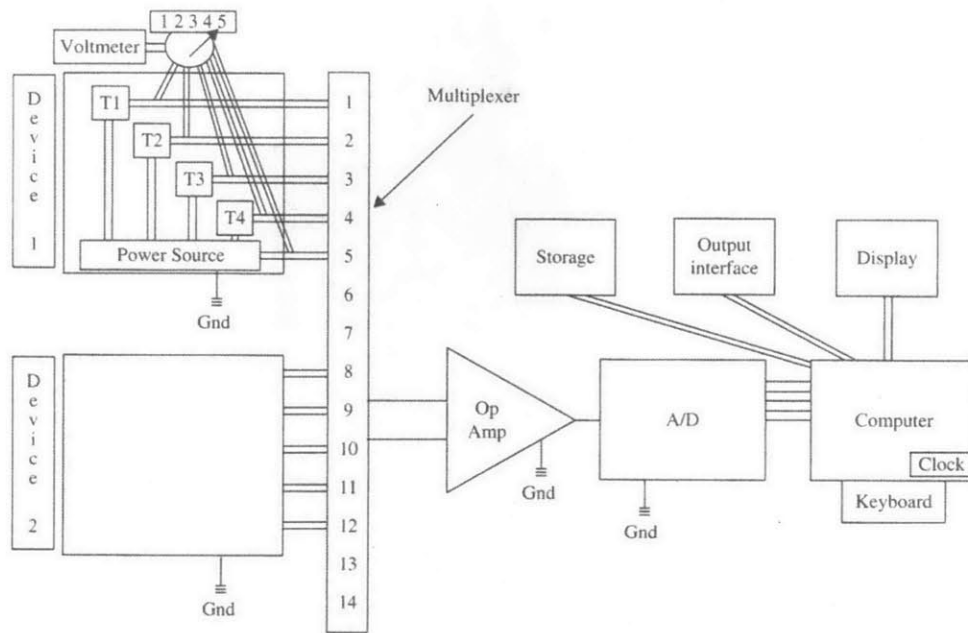 1 2 3 4 5
Voltmeter
Device 1
T1
T2
T3
T4
Power Source
Gnd
Multiplexer
1
2
3
4
5
6
7
8
9
10
11
12
13
14
Device 2
Gnd
Op
Amp
Gnd
A/D
Gnd
Storage
Output
interface
Display
Computer
Clock
Keyboard